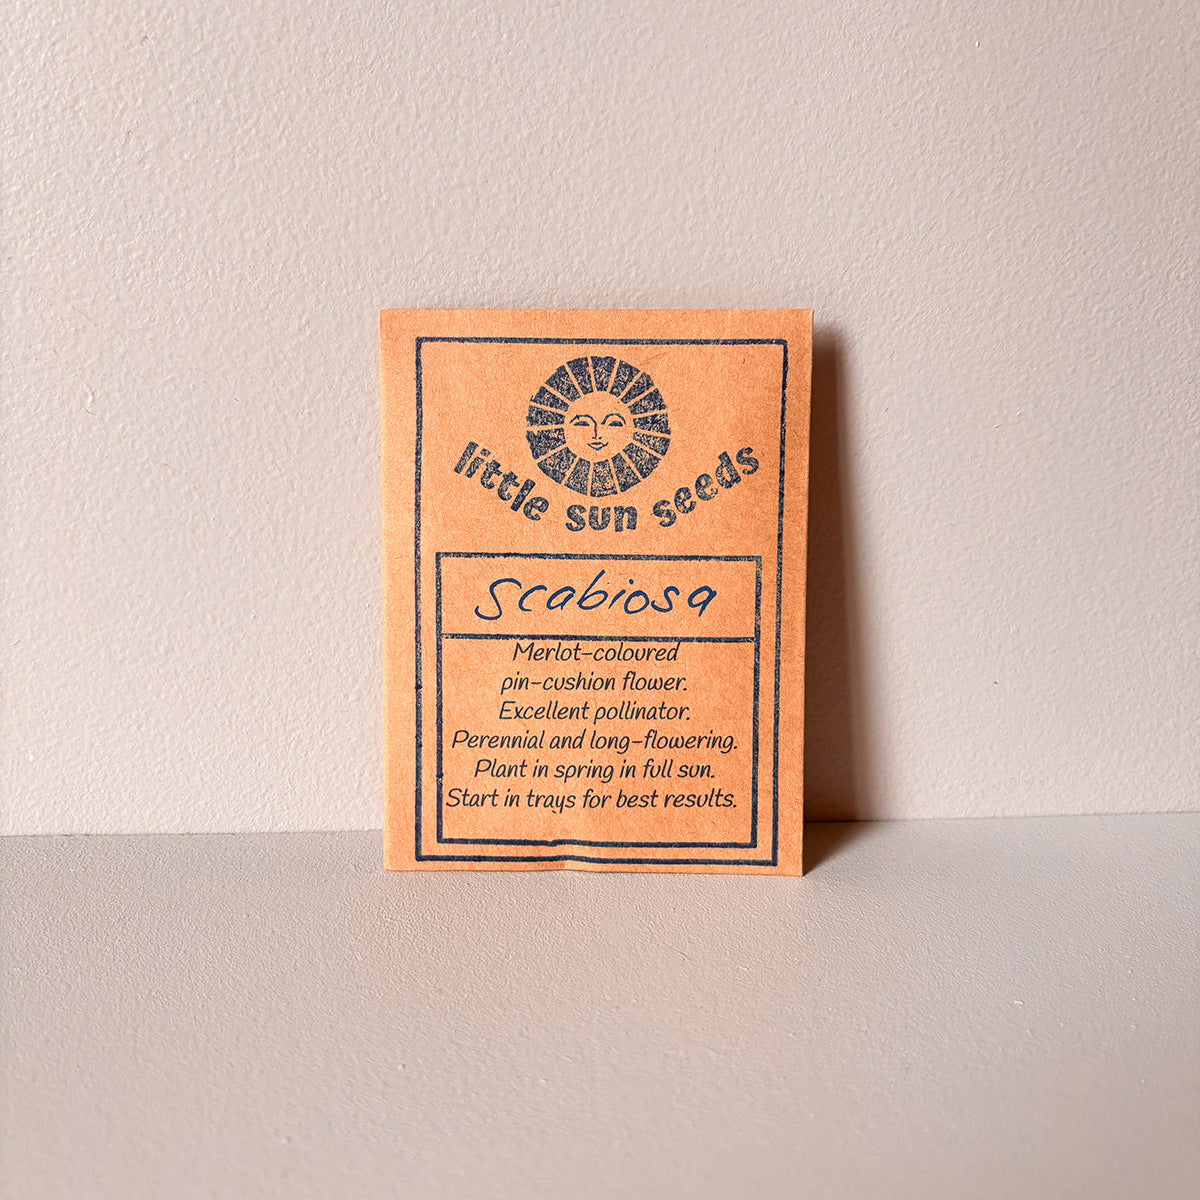 little sun seeds
Scabiosa
Merlot-coloured
pin-cushion flower.
Excellent pollinator.
Perennial and long-flowering.
Plant in spring in full sun.
Start in trays for best results.